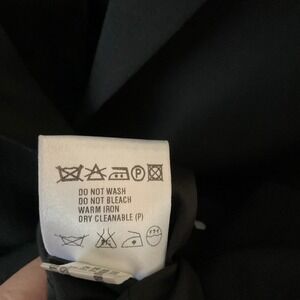 P
DO NOT WASH
DO NOT BLEACH
WARM IRON
DRY CLEANABLE (P)